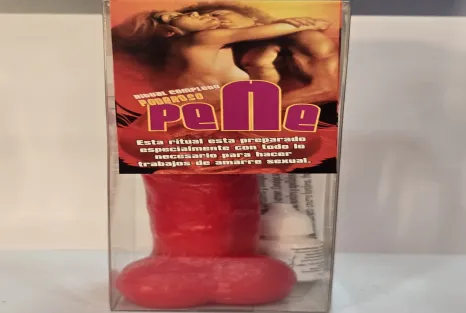 RITUAL COMPLETO
PODEROSO
Pene
Esta ritual esta preparado
especialmente con todo lo
necesario para hacer
trabajos de amarre sexual.